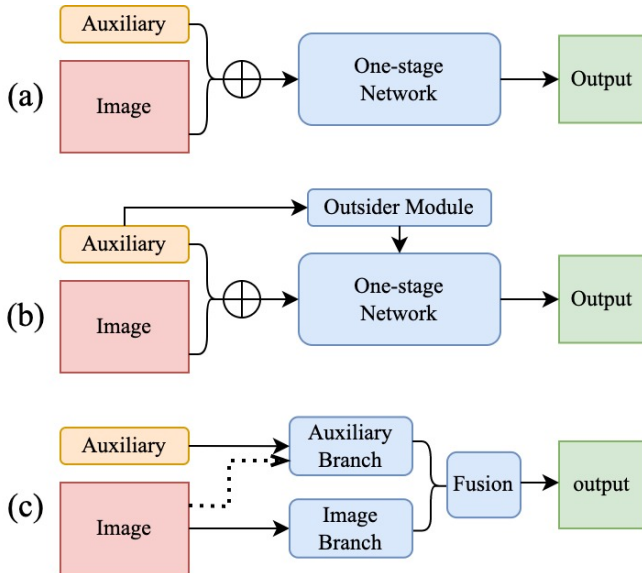 Auxiliary
(a)
Image
One-stage
Network
Output
Outsider Module
Auxiliary
(b)
Image
One-stage
Network
Output
Auxiliary
(c)
Image
Auxiliary
Branch
Image
Branch
Fusion
output